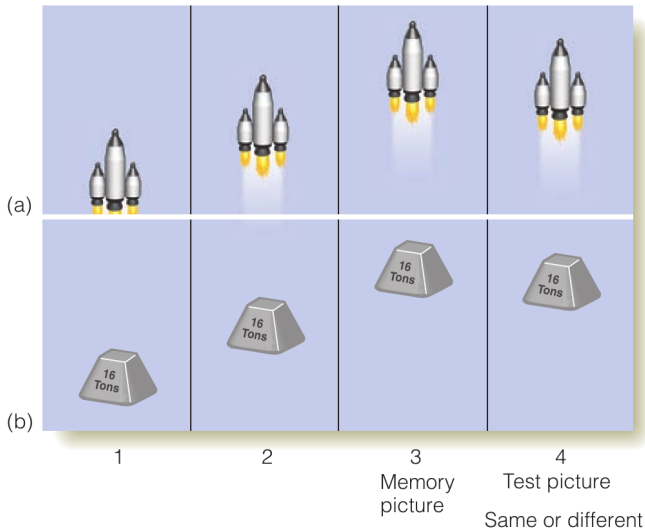 (a)
16
Tons
16
Tons
16
Tons
16
Tons
(b)
1
2
3
4
Memory
picture
Test picture
Same or different